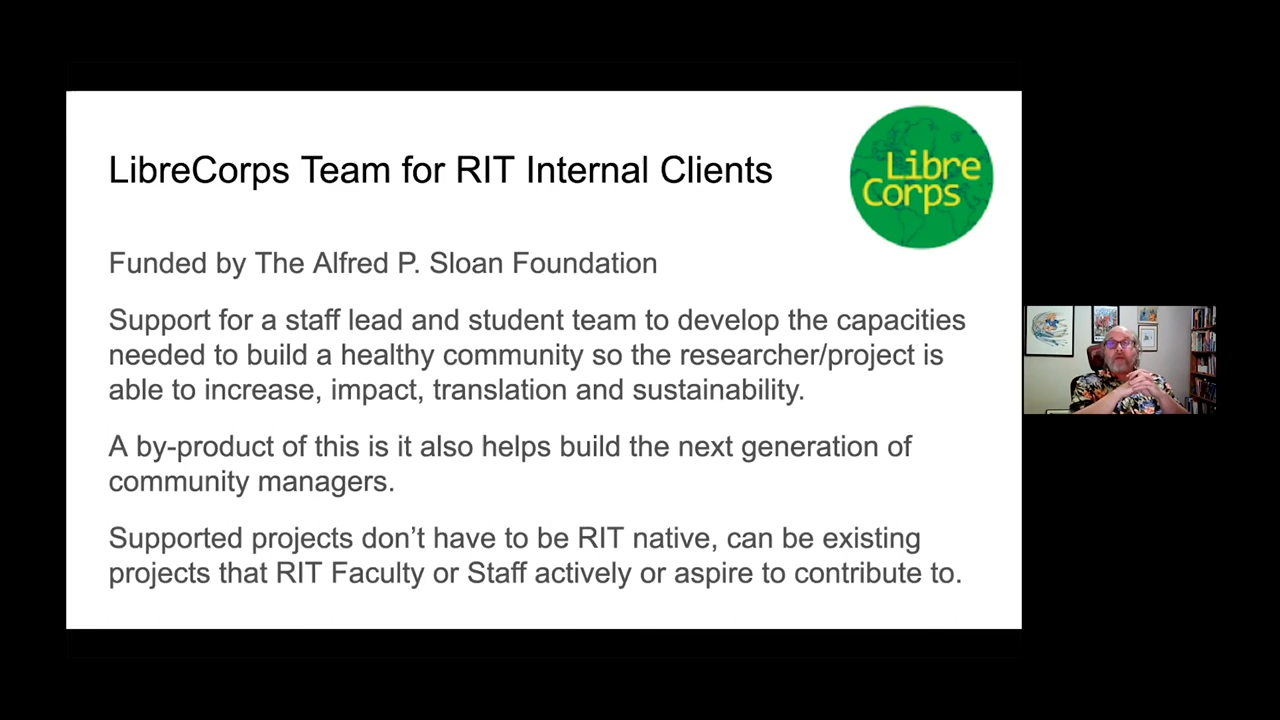 LibreCorps Team for RIT Internal Clients
Libre
Corps
Funded by The Alfred P. Sloan Foundation
Support for a staff lead and student team to develop the capacities
needed to build a healthy community so the researcher/project is
able to increase, impact, translation and sustainability.
A by-product of this is it also helps build the next generation of
community managers.
Supported projects don’t have to be RIT native, can be existing
projects that RIT Faculty or Staff actively or aspire to contribute to.